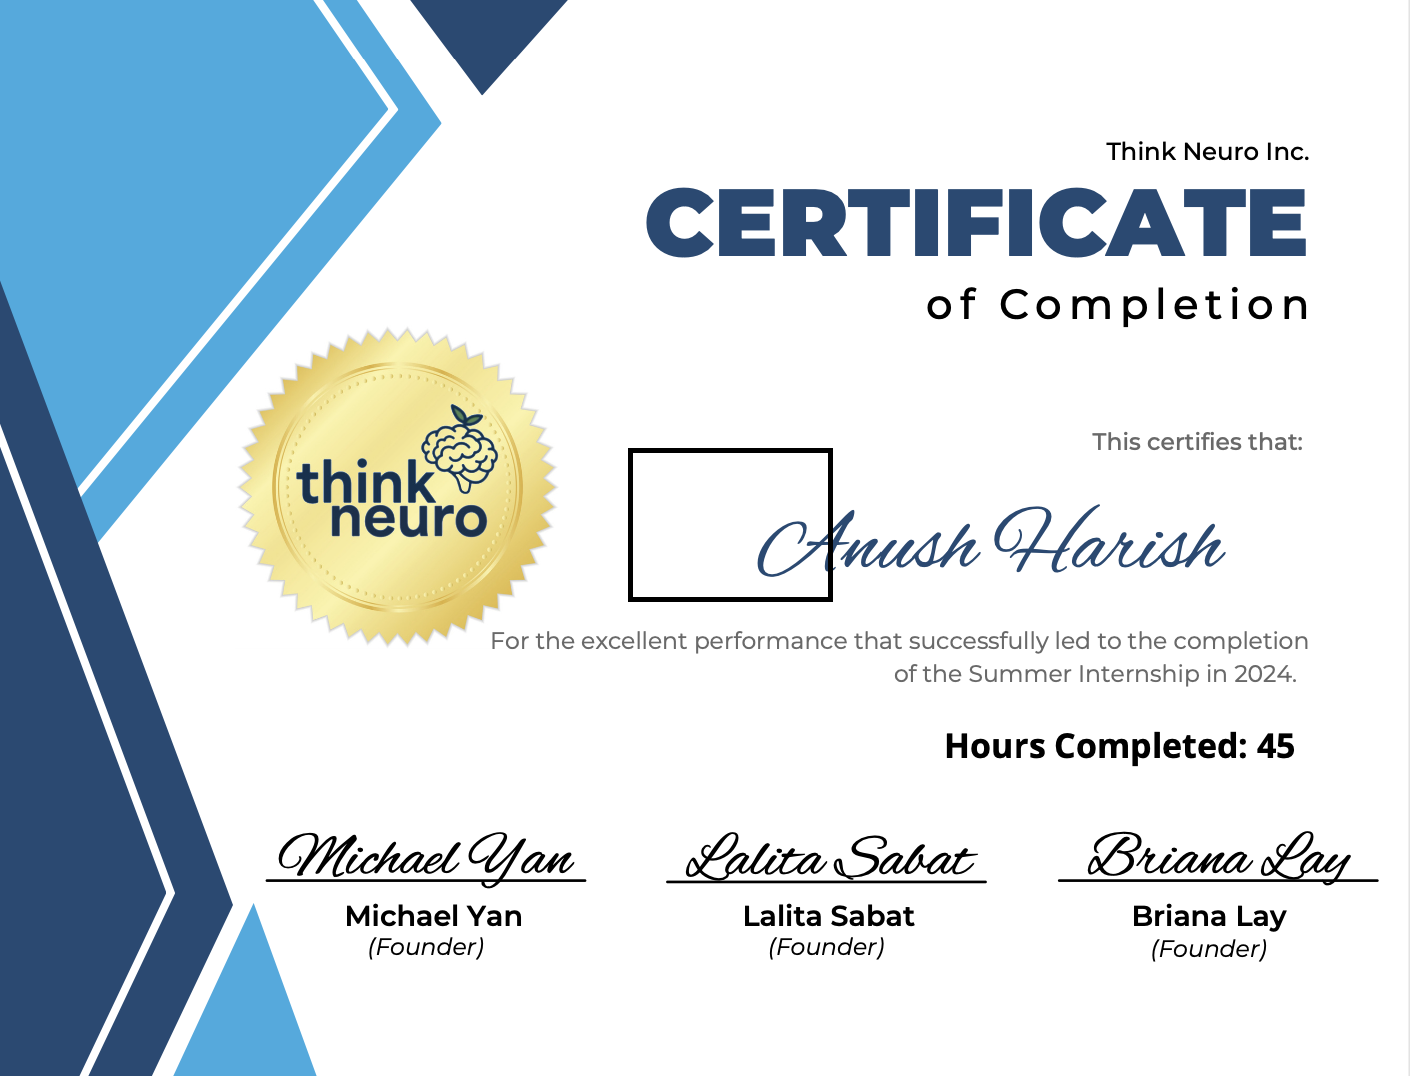 Think Neuro Inc.
CERTIFICATE
of Completion
think
neuro
This certifies that:
Anush Harish
For the excellent performance that successfully led to the completion
of the Summer Internship in 2024.
Hours Completed: 45
Michael Yan Lalita Sabat Briana Lay
Michael Yan Lalita Sabat Briana Lay
(Founder) (Founder) (Founder)